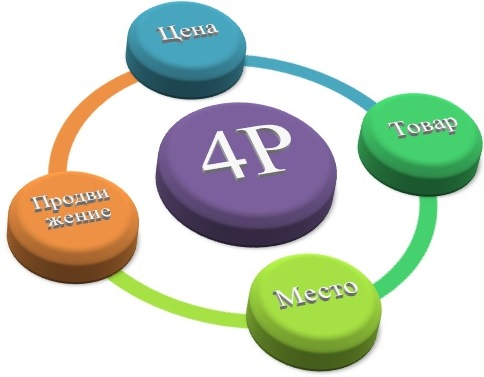 Цена
Товар
4P
Продви
жение
Место